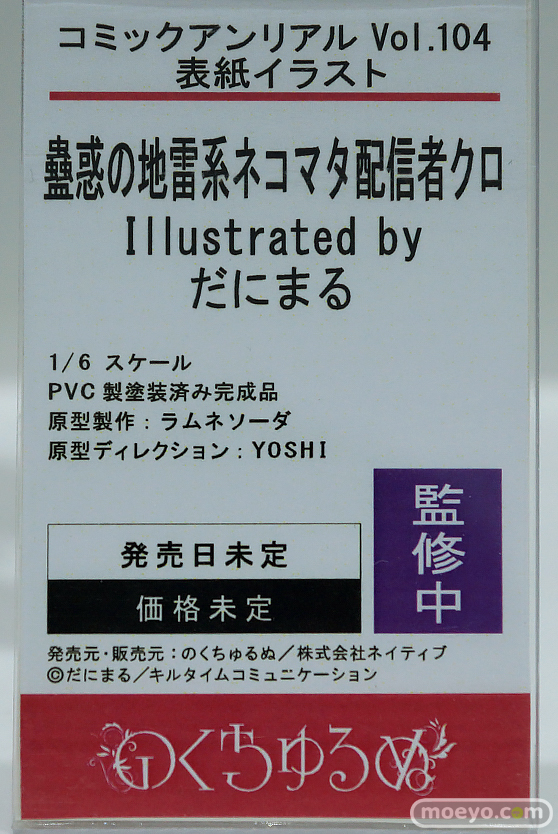 コミックアンリアル Vol.104
表紙イラスト
蠱惑の地雷系ネコマタ配信者クロ
Illustrated by
だにまる
1/6 スケール
PVC 製塗装済み完成品
原型製作：ラムネソーダ
原型ディレクション：YOSHI
監修中
発売日未定
価格未定
発売元・販売元：のくちゅるぬ／株式会社ネイティブ
©だにまる／キルタイムコミュニケーション
のくちゅるぬ
moeyo.com